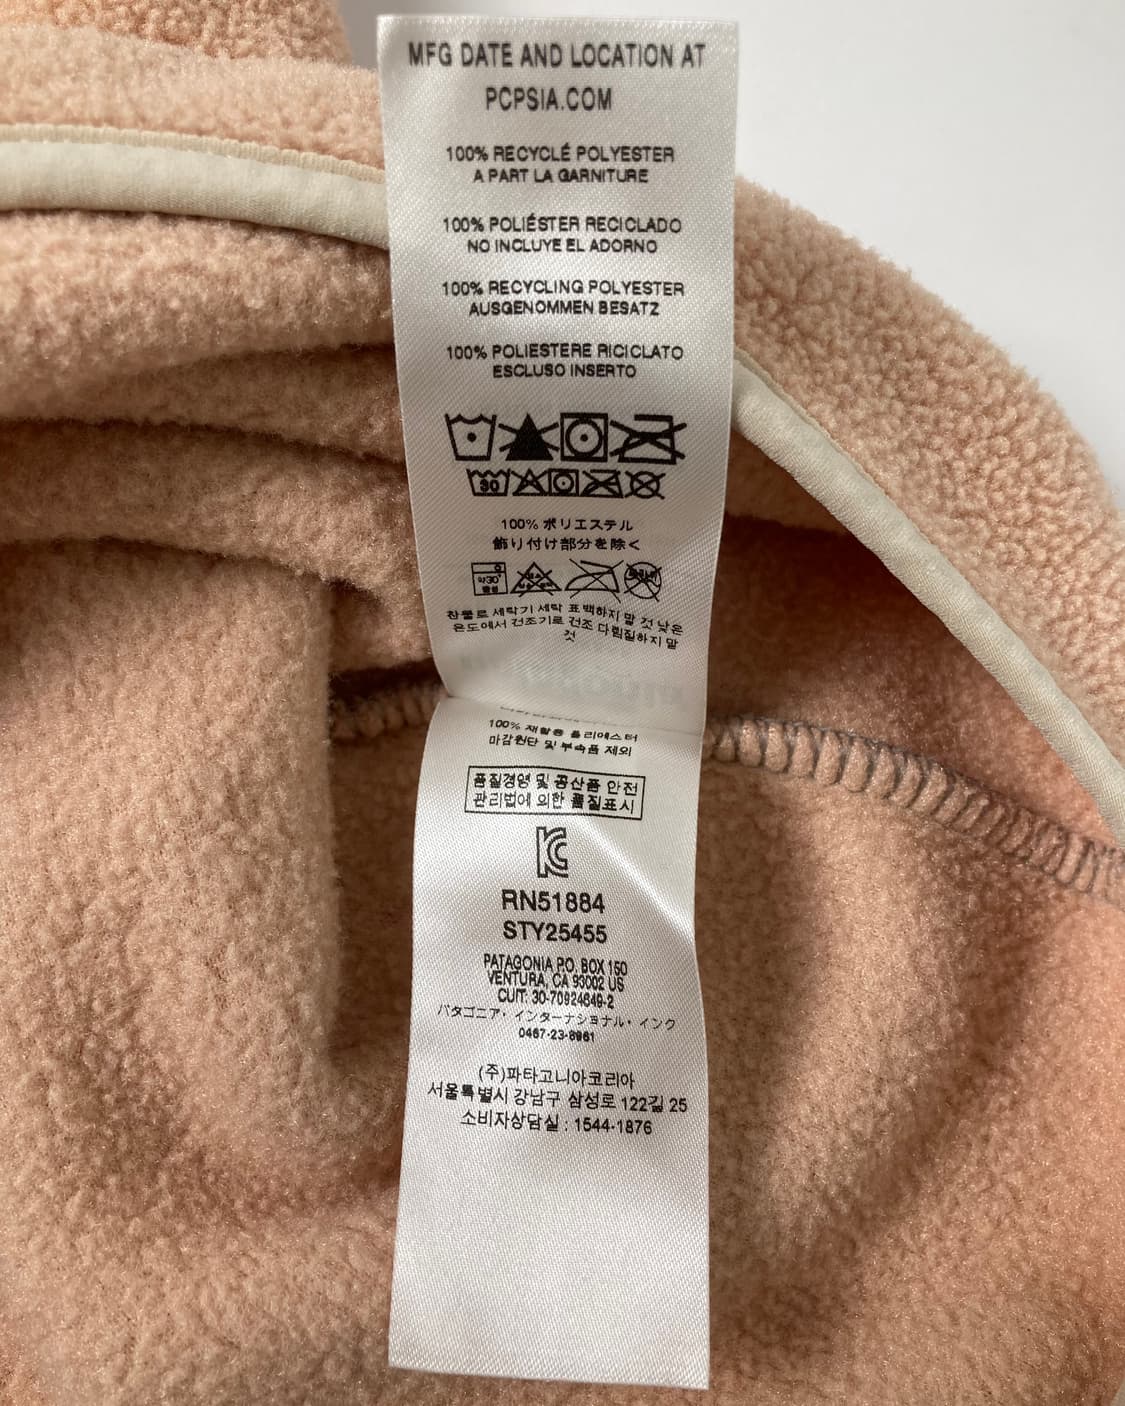 MFG DATE AND LOCATION AT
PCPSIA.COM
100% RECYCLÉ POLYESTER
A PART LA GARNITURE
100% POLIÉSTER RECICLADO
NO INCLUYE EL ADORNO
100% RECYCLING POLYESTER
AUSGENOMMEN BESATZ
100% POLIESTERE RICICLATO
ESCLUSO INSERTO
30
100% ポリエステル
飾り付け部分を除く
약30°
찬물로 세탁기 세탁 표백하지 말 것 낮은
온도에서 건조기로 건조 다림질하지 말
것
100% 재활용 폴리에스터
마감원단 및 부속품 제외
품질경영 및 공산품 안전
관리법에 의한 품질표시
RN51884
STY25455
PATAGONIA P.O. BOX 150
VENTURA, CA 93002 US
CUIT: 30-70924649-2
パタゴニア・インターナショナル・インク
0467-23-8961
(주)파타고니아코리아
서울특별시 강남구 삼성로 122길 25
소비자상담실 : 1544-1876